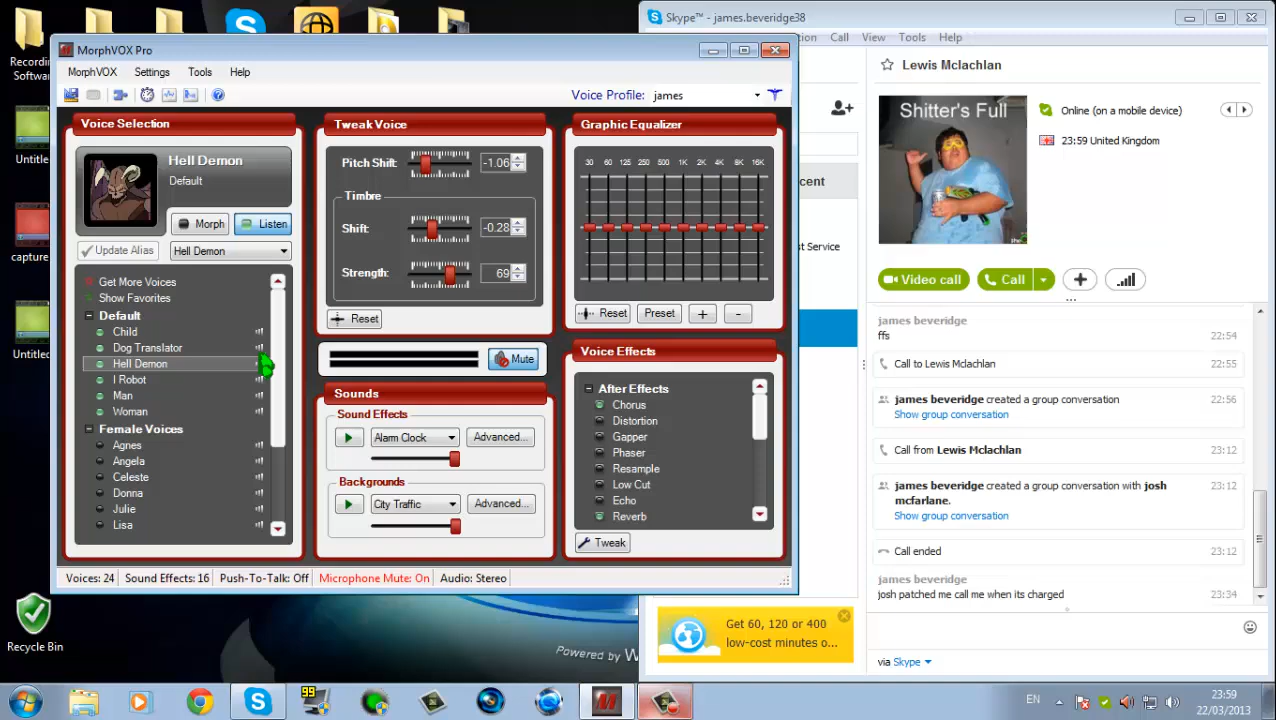 Recording
Software
Untitle
capture
Untitle
Recycle Bin
MorphVOX Pro
MorphVOX Settings Tools Help
Voice Profile: james
Voice Selection
Hell Demon
Default
Morph Listen
Update Alias Hell Demon
Get More Voices
Show Favorites
Default
Child
Dog Translator
Hell Demon
I Robot
Man
Woman
Female Voices
Agnes
Angela
Celeste
Donna
Julie
Lisa
Tweak Voice
Pitch Shift: -1.06
Timbre
Shift: -0.28
Strength: 69
Reset
Mute
Sounds
Sound Effects
Alarm Clock Advanced...
Backgrounds
City Traffic Advanced...
Graphic Equalizer
30 60 125 250 500 1K 2K 4K 8K 16K
Reset Preset + -
Voice Effects
After Effects
Chorus
Distortion
Gapper
Phaser
Resample
Low Cut
Echo
Reverb
Tweak
Voices: 24 Sound Effects: 16 Push-To-Talk: Off Microphone Mute: On Audio: Stereo
Powered by W
Skype™ - james.beveridge38
Call View Tools Help
Lewis Mclachlan
Shitter's Full
Online (on a mobile device)
23:59 United Kingdom
Video call Call
james beveridge
ffs 22:54
Call to Lewis Mclachlan 22:55
james beveridge created a group conversation 22:56
Show group conversation
Call from Lewis Mclachlan 23:12
james beveridge created a group conversation with josh 23:12
mcfarlane.
Show group conversation
Call ended 23:12
james beveridge
josh patched me call me when its charged 23:34
via Skype
Get 60, 120 or 400
low-cost minutes o...
99
EN
23:59
22/03/2013